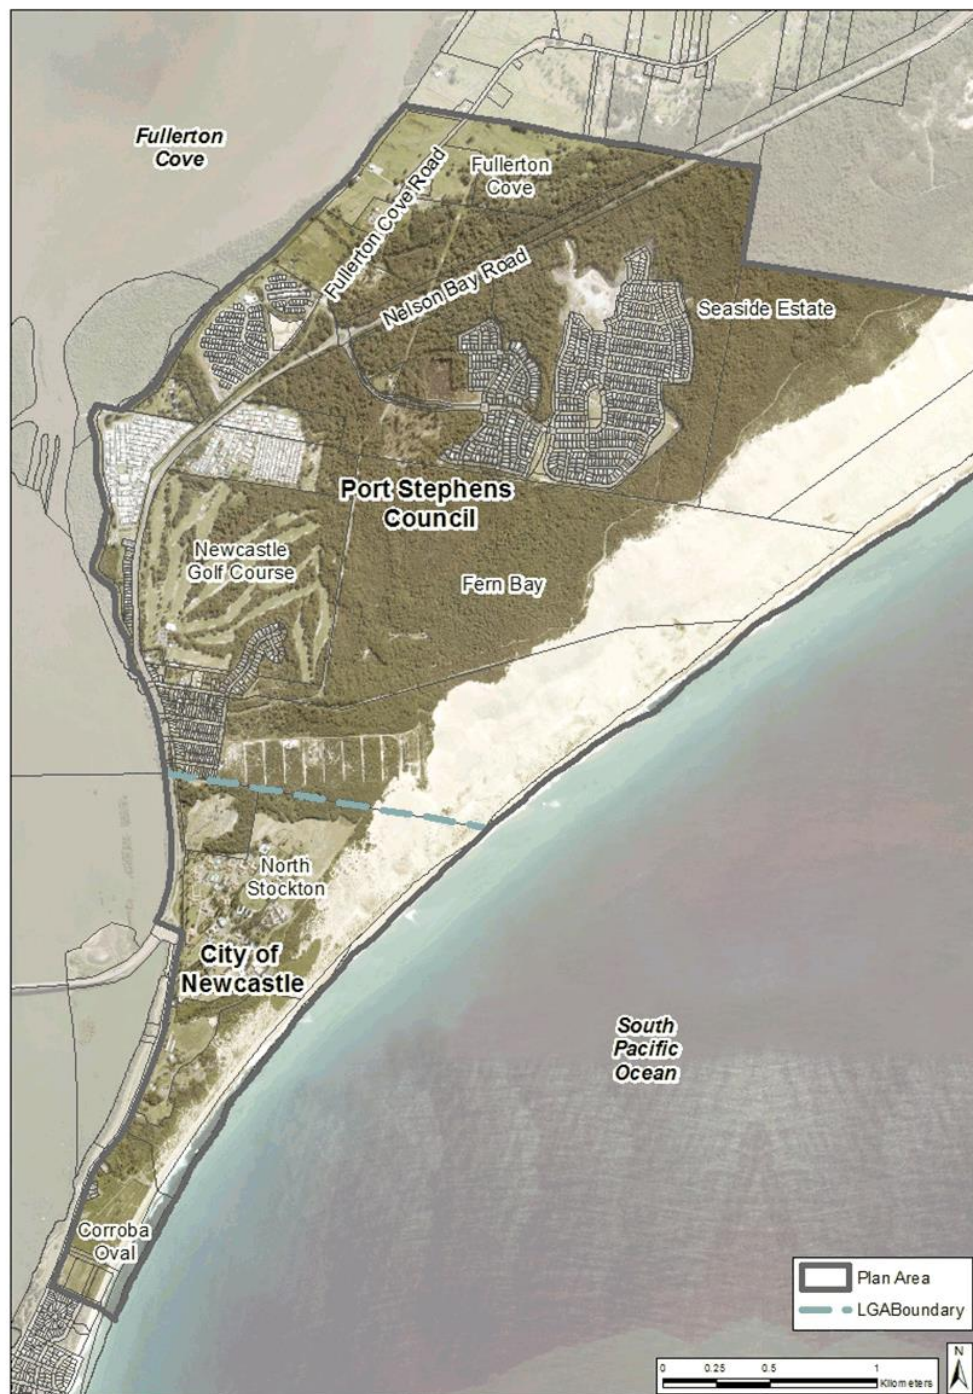 Fullerton
Cove
Fullerton
Cove
Fullerton Cove Road
Nelson Bay Road
Seaside Estate
Port Stephens
Council
Newcastle
Golf Course
Fern Bay
North
Stockton
City of
Newcastle
South
Pacific
Ocean
Corroba
Oval
Plan Area
LGABoundary
N
0 0.25 0.5 1
Kilometers